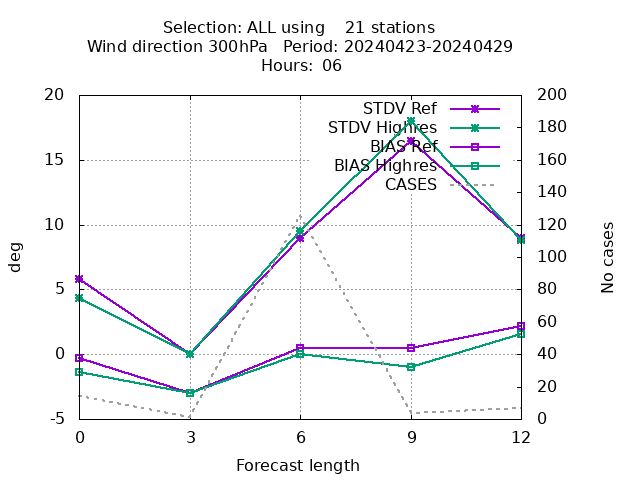 Selection: ALL using    21 stations
Wind direction 300hPa   Period: 20240423-20240429
Hours: 06
STDV Ref
STDV Highres
BIAS Ref
BIAS Highres
CASES
deg
20
15
10
5
0
-5
No cases
200
180
160
140
120
100
80
60
40
20
0
0 3 6 9 12
Forecast length